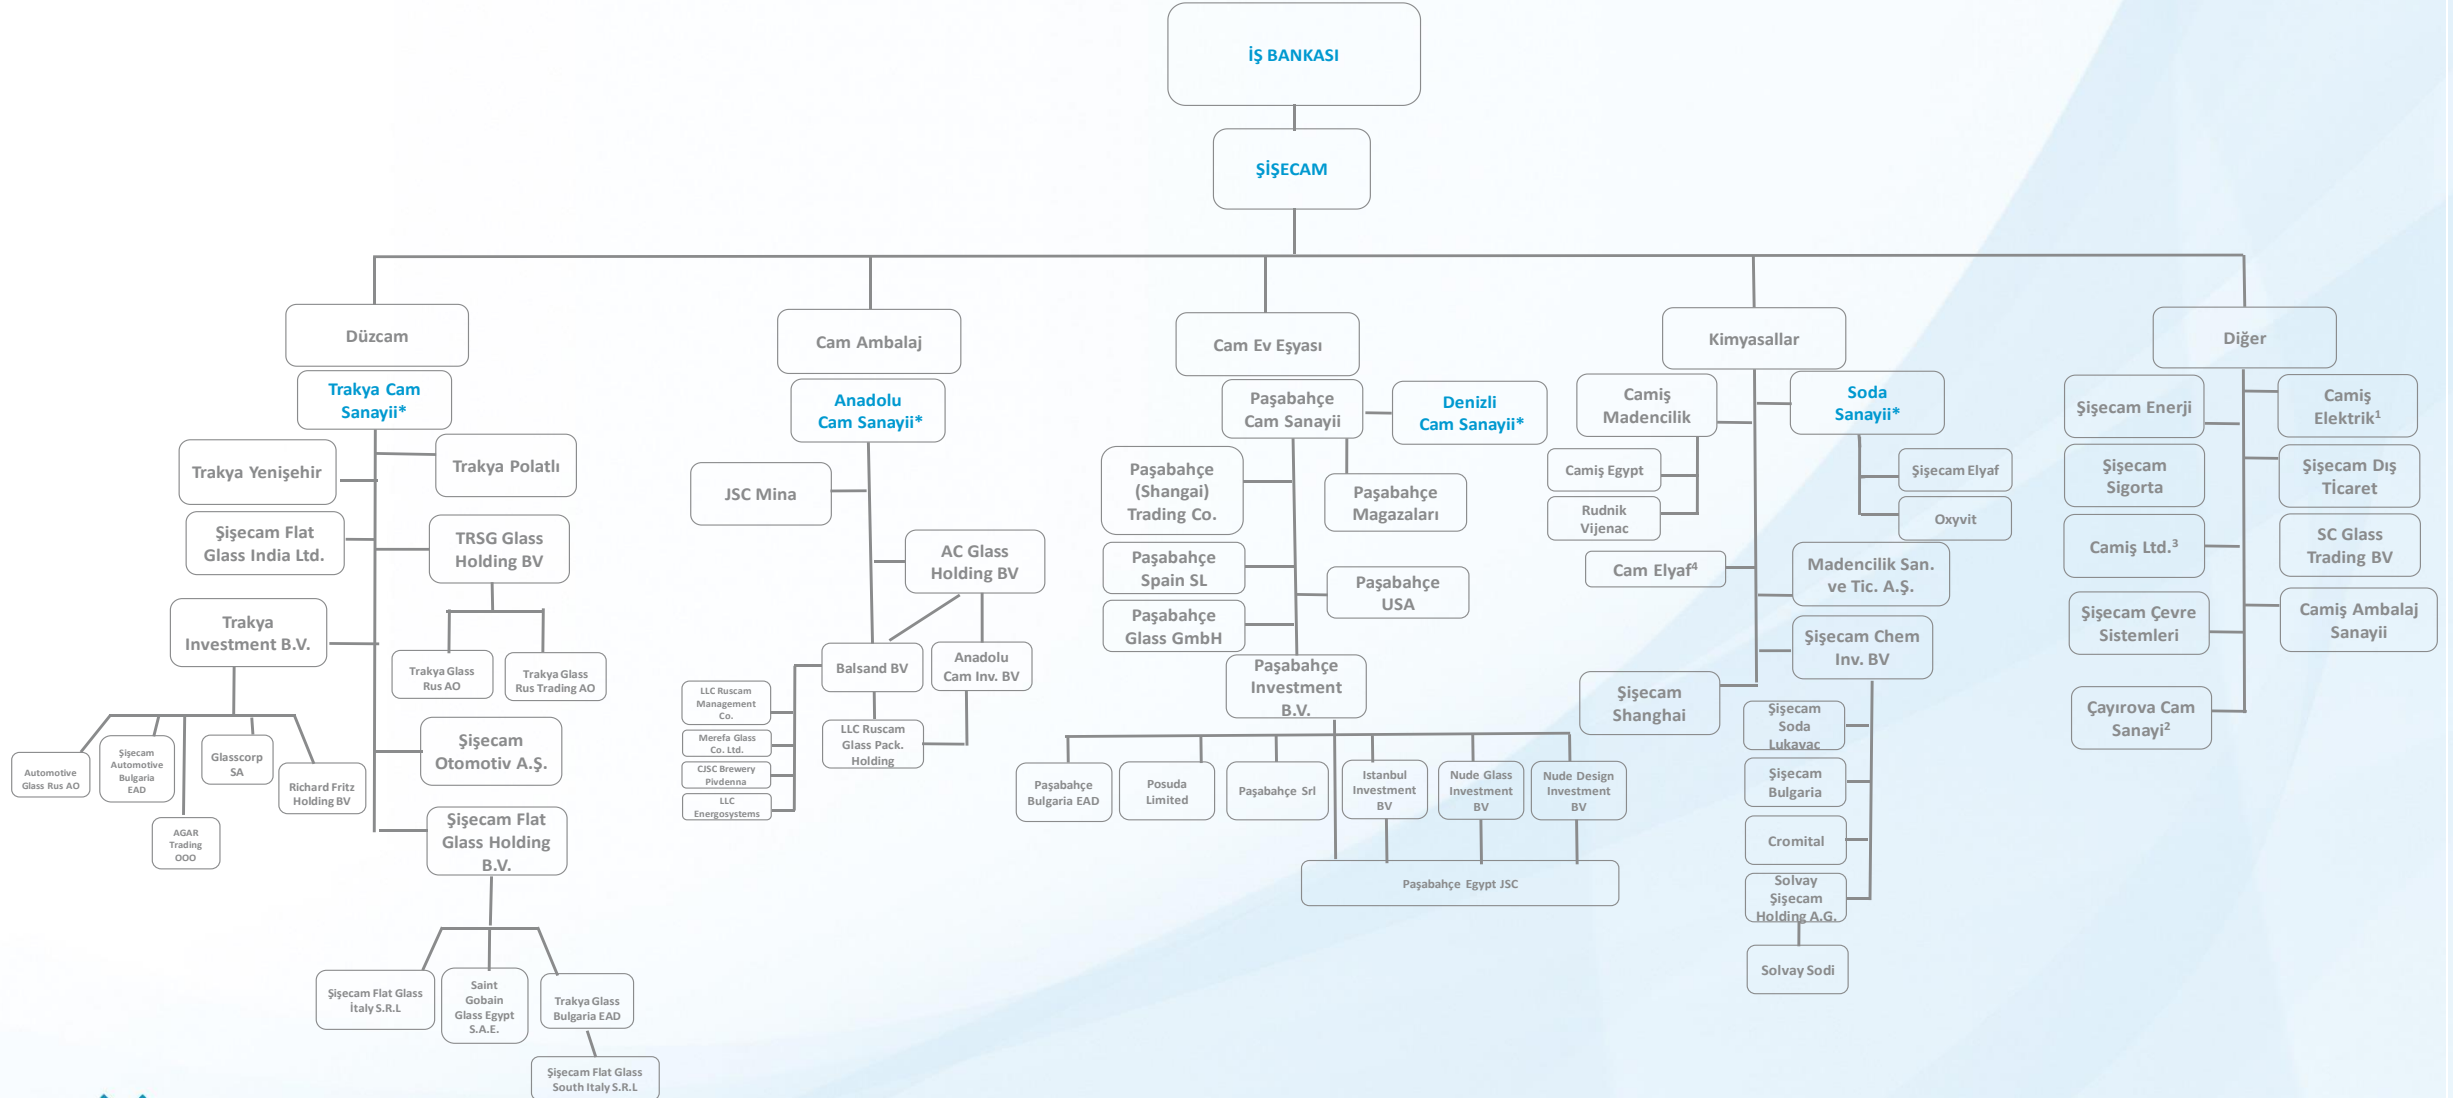 İŞ BANKASI
ŞİŞECAM
Düzcam
Trakya Cam
Sanayii*
Trakya Yenişehir
Trakya Polatlı
Şişecam Flat
Glass India Ltd.
TRSG Glass
Holding BV
Trakya
Investment B.V.
Trakya Glass
Rus AO
Trakya Glass
Rus Trading AO
Automotive
Glass Rus AO
Şişecam
Automotive
Bulgaria
EAD
AGAR
Trading
OOO
Glasscorp
SA
Richard Fritz
Holding BV
Şişecam
Otomotiv A.Ş.
Şişecam Flat
Glass Holding
B.V.
Şişecam Flat Glass
İtaly S.R.L
Saint
Gobain
Glass Egypt
S.A.E.
Trakya Glass
Bulgaria EAD
Şişecam Flat Glass
South Italy S.R.L
Cam Ambalaj
Anadolu
Cam Sanayii*
JSC Mina
AC Glass
Holding BV
Balsand BV
Anadolu
Cam Inv. BV
LLC Ruscam
Management
Co.
Merefa Glass
Co. Ltd.
CJSC Brewery
Pivdenna
LLC
Energosystems
LLC Ruscam
Glass Pack.
Holding
Cam Ev Eşyası
Paşabahçe
Cam Sanayii
Denizli
Cam Sanayii*
Paşabahçe
(Shangai)
Trading Co.
Paşabahçe
Magazaları
Paşabahçe
Spain SL
Paşabahçe
USA
Paşabahçe
Glass GmbH
Paşabahçe
Investment
B.V.
Paşabahçe
Bulgaria EAD
Posuda
Limited
Paşabahçe Srl
Istanbul
Investment
BV
Nude Glass
Investment
BV
Nude Design
Investment
BV
Paşabahçe Egypt JSC
Kimyasallar
Camiş
Madencilik
Soda
Sanayii*
Camiş Egypt
Rudnik
Vijenac
Şişecam Elyaf
Oxyvit
Cam Elyaf⁴
Madencilik San.
ve Tic. A.Ş.
Şişecam Chem
Inv. BV
Şişecam
Shanghai
Şişecam
Soda
Lukavac
Şişecam
Bulgaria
Cromital
Solvay
Şişecam
Holding A.G.
Solvay Sodi
Diğer
Şişecam Enerji
Camiş
Elektrik¹
Şişecam
Sigorta
Şişecam Dış
Tİcaret
Camiş Ltd.³
SC Glass
Trading BV
Şişecam Çevre
Sistemleri
Camiş Ambalaj
Sanayii
Çayırova Cam
Sanayi²